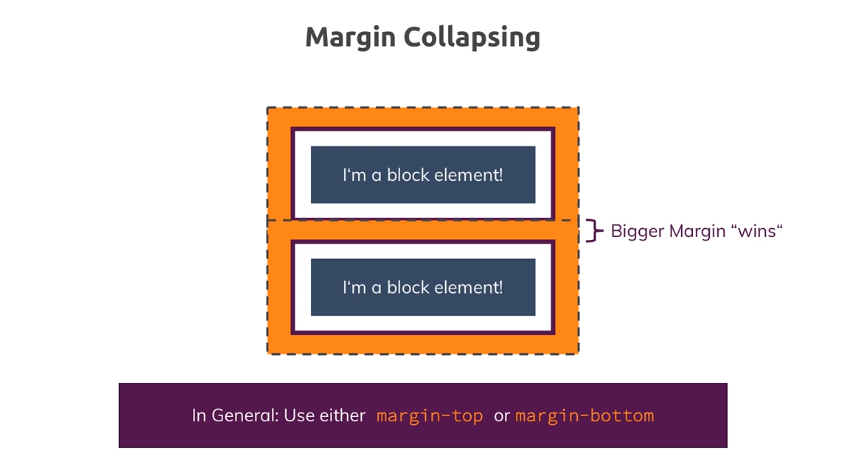 Margin Collapsing
I‘m a block element!
Bigger Margin “wins“
I‘m a block element!
In General: Use either margin-top or margin-bottom